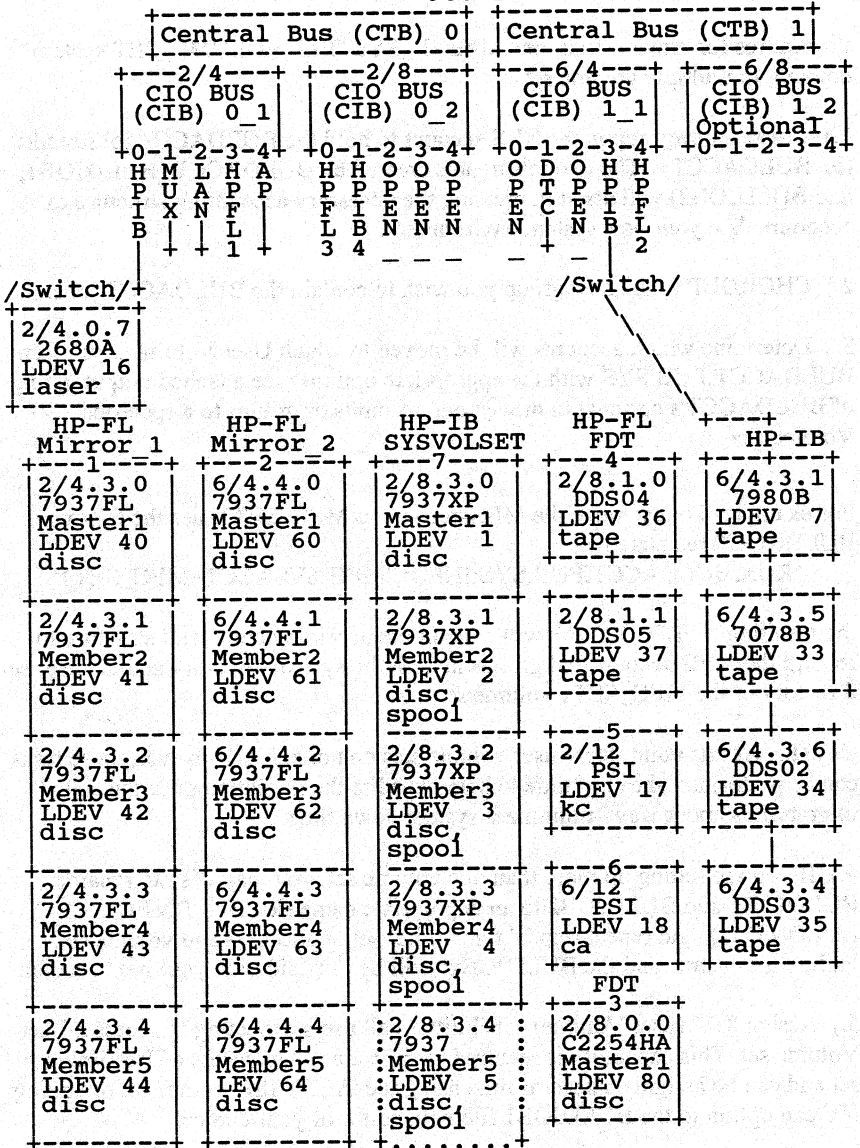 Central Bus (CTB) 0 Central Bus (CTB) 1
+---2/4----+ +---2/8----+ +---6/4----+ +---6/8----+
CIO BUS CIO BUS CIO BUS CIO BUS
(CIB) 0_1 (CIB) 0_2 (CIB) 1_1 (CIB) 1_2
Optional
+0-1-2-3-4+ +0-1-2-3-4+ +0-1-2-3-4+ +0-1-2-3-4+
H M L H A H H O O O O D O H H
P U A P P P P P P P P T P P P
I X N F F I E E E E C E I F
B L L B N N N N N B L
1 3 4 2
/Switch/ /Switch/
2/4.0.7
2680A
LDEV 16
laser
HP-FL HP-FL HP-IB HP-FL
Mirror_1 Mirror_2 SYSVOLSET FDT HP-IB
+---1---+ +---2---+ +---7---+ +---4---+ +---+---+
2/4.3.0 6/4.4.0 2/8.3.0 2/8.1.0 6/4.3.1
7937FL 7937FL 7937XP DDS04 7980B
Master1 Master1 Master1 LDEV 36 LDEV 7
LDEV 40 LDEV 60 LDEV 1 tape tape
disc disc disc
2/4.3.1 6/4.4.1 2/8.3.1 2/8.1.1 6/4.3.5
7937FL 7937FL 7937XP DDS05 7078B
Member2 Member2 Member2 LDEV 37 LDEV 33
LDEV 41 LDEV 61 LDEV 2 tape tape
disc disc disc,
spool
---5---
2/4.3.2 6/4.4.2 2/8.3.2 2/12 6/4.3.6
7937FL 7937FL 7937XP PSI DDS02
Member3 Member3 Member3 LDEV 17 LDEV 34
LDEV 42 LDEV 62 LDEV 3 kc tape
disc disc disc,
spool
---6---
2/4.3.3 6/4.4.3 2/8.3.3 6/12 6/4.3.4
7937FL 7937FL 7937XP PSI DDS03
Member4 Member4 Member4 LDEV 18 LDEV 35
LDEV 43 LDEV 63 LDEV 4 ca tape
disc disc disc,
spool
FDT
---3---
2/4.3.4 6/4.4.4 2/8.3.4 2/8.0.0
7937FL 7937FL 7937 C2254HA
Member5 Member5 Member5 Master1
LDEV 44 LEV 64 LDEV 5 LDEV 80
disc disc disc, disc
spool